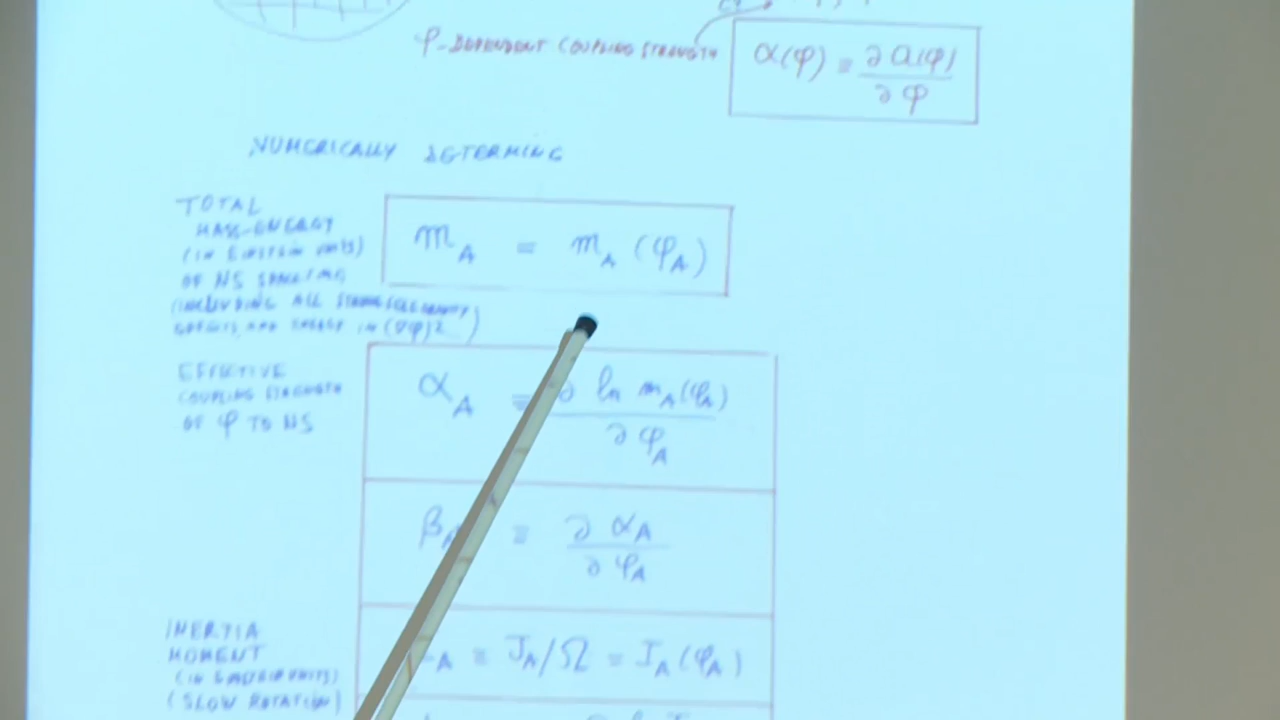 φ-DEPENDENT COUPLING STRENGTH
α(φ) ≡ ∂a(φ)/∂φ
NUMERICALLY DETERMINE
TOTAL
MASS-ENERGY
(IN EINSTEIN UNITS)
OF NS
(INCLUDING ALL STRONG SELF GRAVITY
EFFECTS AND ENERGY IN (∇φ)²)
m_A = m_A(φ_A)
EFFECTIVE
COUPLING STRENGTH
OF φ TO NS
α_A ≡ ∂ ln m_A(φ_A)/∂φ_A
β_A ≡ ∂α_A/∂φ_A
INERTIA
MOMENT
(IN EINSTEIN UNITS)
(SLOW ROTATION)
A ≡ J_A/Ω = I_A(φ_A)